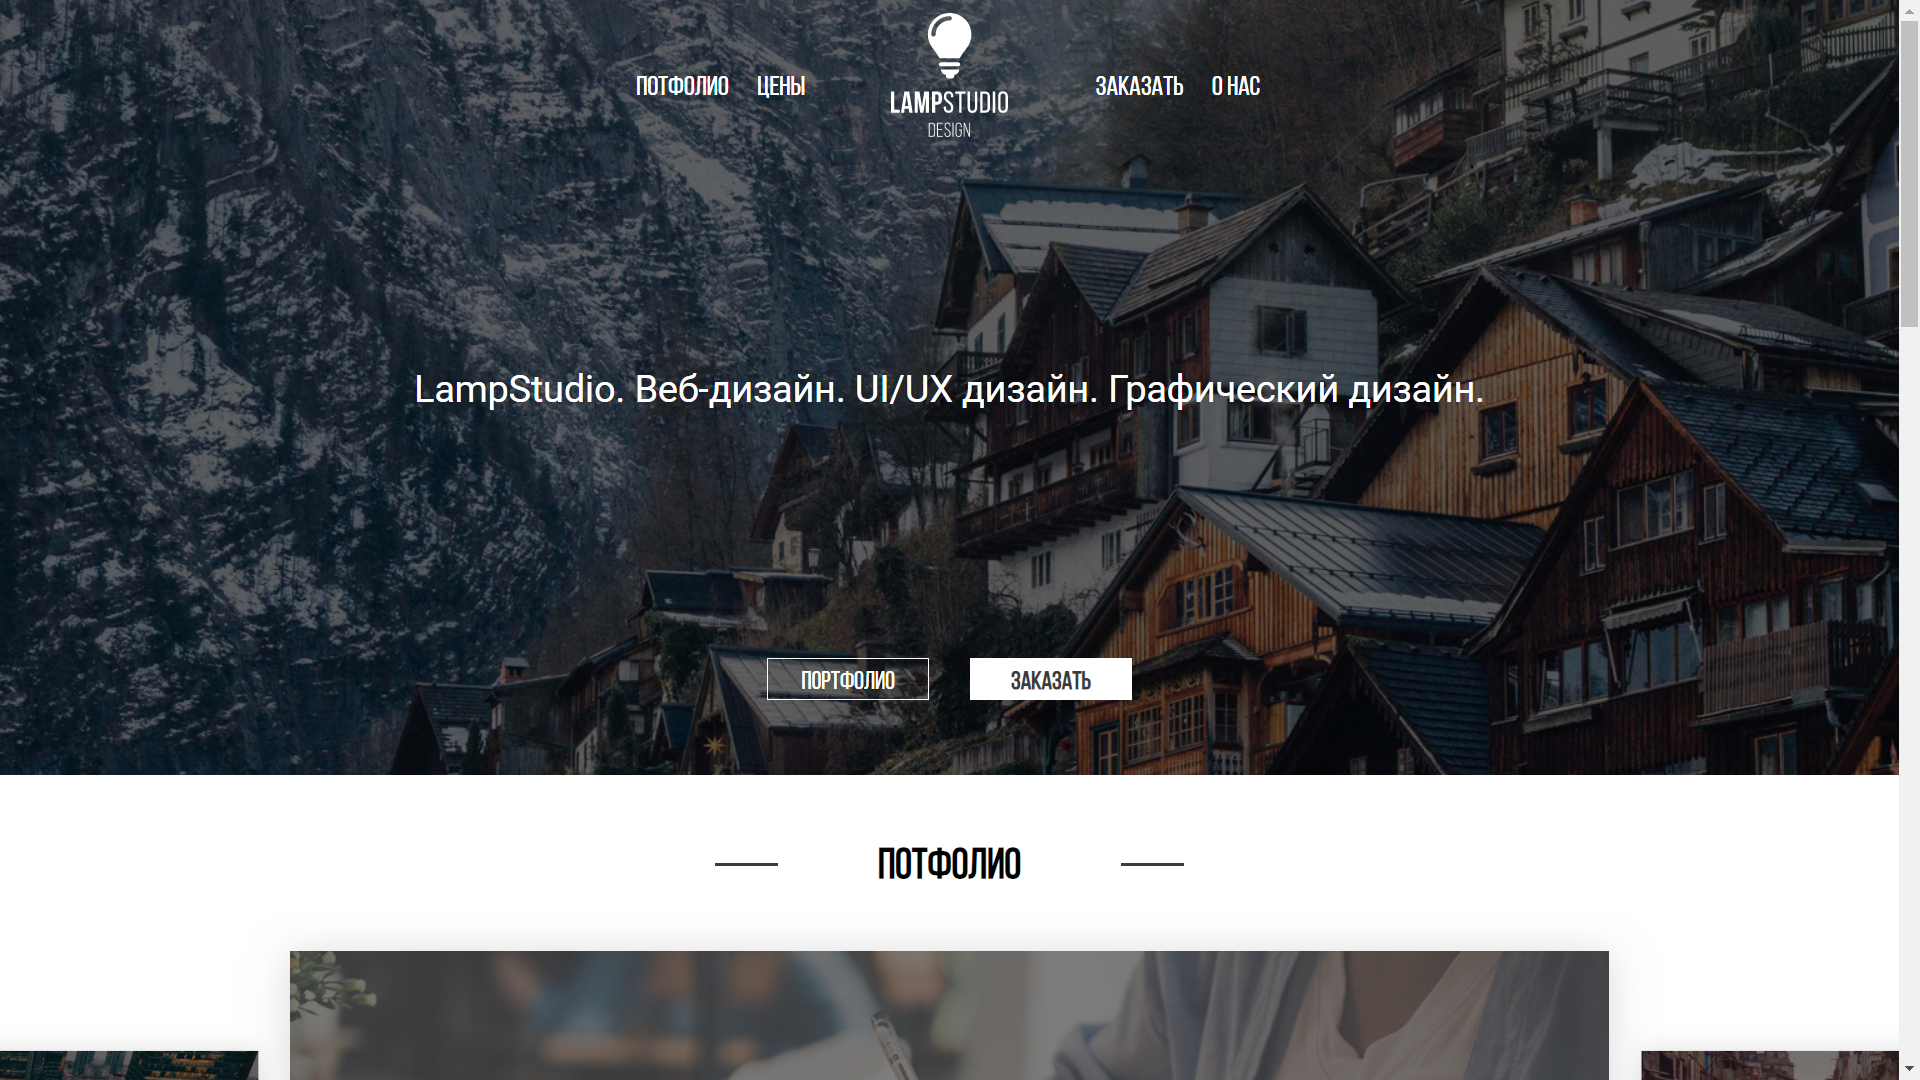 ПОТФОЛИО ЦЕНЫ
LAMPSTUDIO
DESIGN
ЗАКАЗАТЬ О НАС
LampStudio. Веб-дизайн. UI/UX дизайн. Графический дизайн.
ПОРТФОЛИО ЗАКАЗАТЬ
ПОТФОЛИО